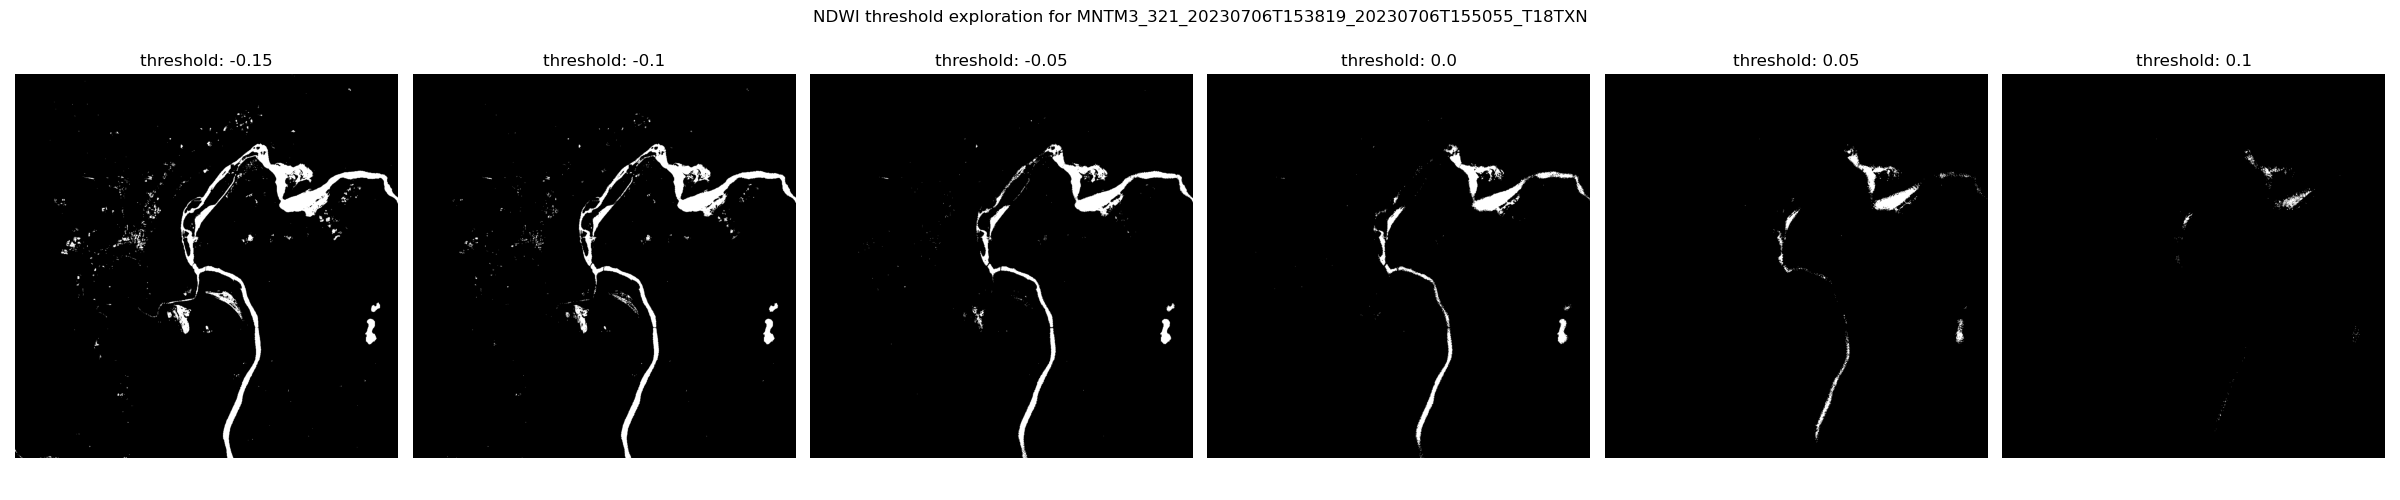 NDWI threshold exploration for MNTM3_321_20230706T153819_20230706T155055_T18TXN
threshold: -0.15
threshold: -0.1
threshold: -0.05
threshold: 0.0
threshold: 0.05
threshold: 0.1